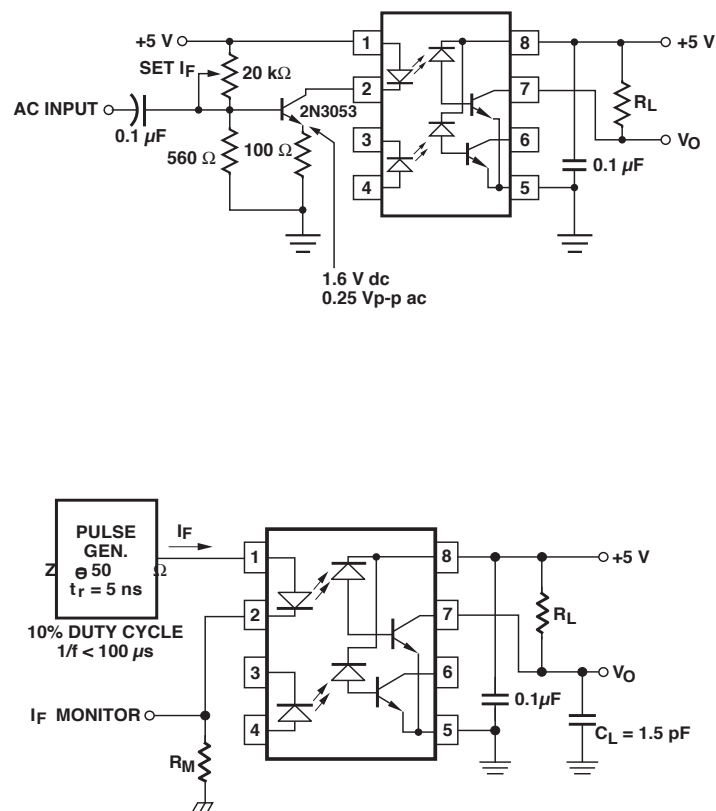 +5 V
SET IF
20 kΩ
AC INPUT
0.1 µF
2N3053
560 Ω
100 Ω
1
2
3
4
8
7
6
5
+5 V
RL
VO
0.1 µF
1.6 V dc
0.25 Vp-p ac
PULSE
GEN.
Z ɵ 50 Ω
tr = 5 ns
IF
10% DUTY CYCLE
1/f < 100 µs
IF MONITOR
RM
1
2
3
4
8
7
6
5
+5 V
RL
VO
0.1µF
CL = 1.5 pF